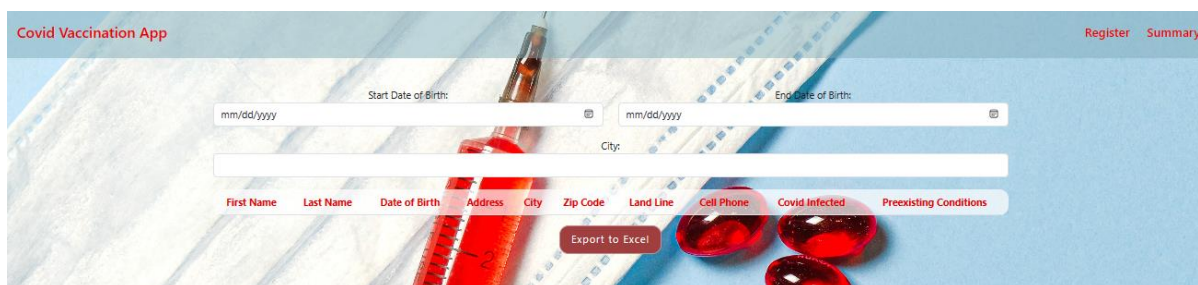 Covid Vaccination App Register Summary
Start Date of Birth: End Date of Birth:
mm/dd/yyyy mm/dd/yyyy
City:
First Name Last Name Date of Birth Address City Zip Code Land Line Cell Phone Covid Infected Preexisting Conditions
Export to Excel
2